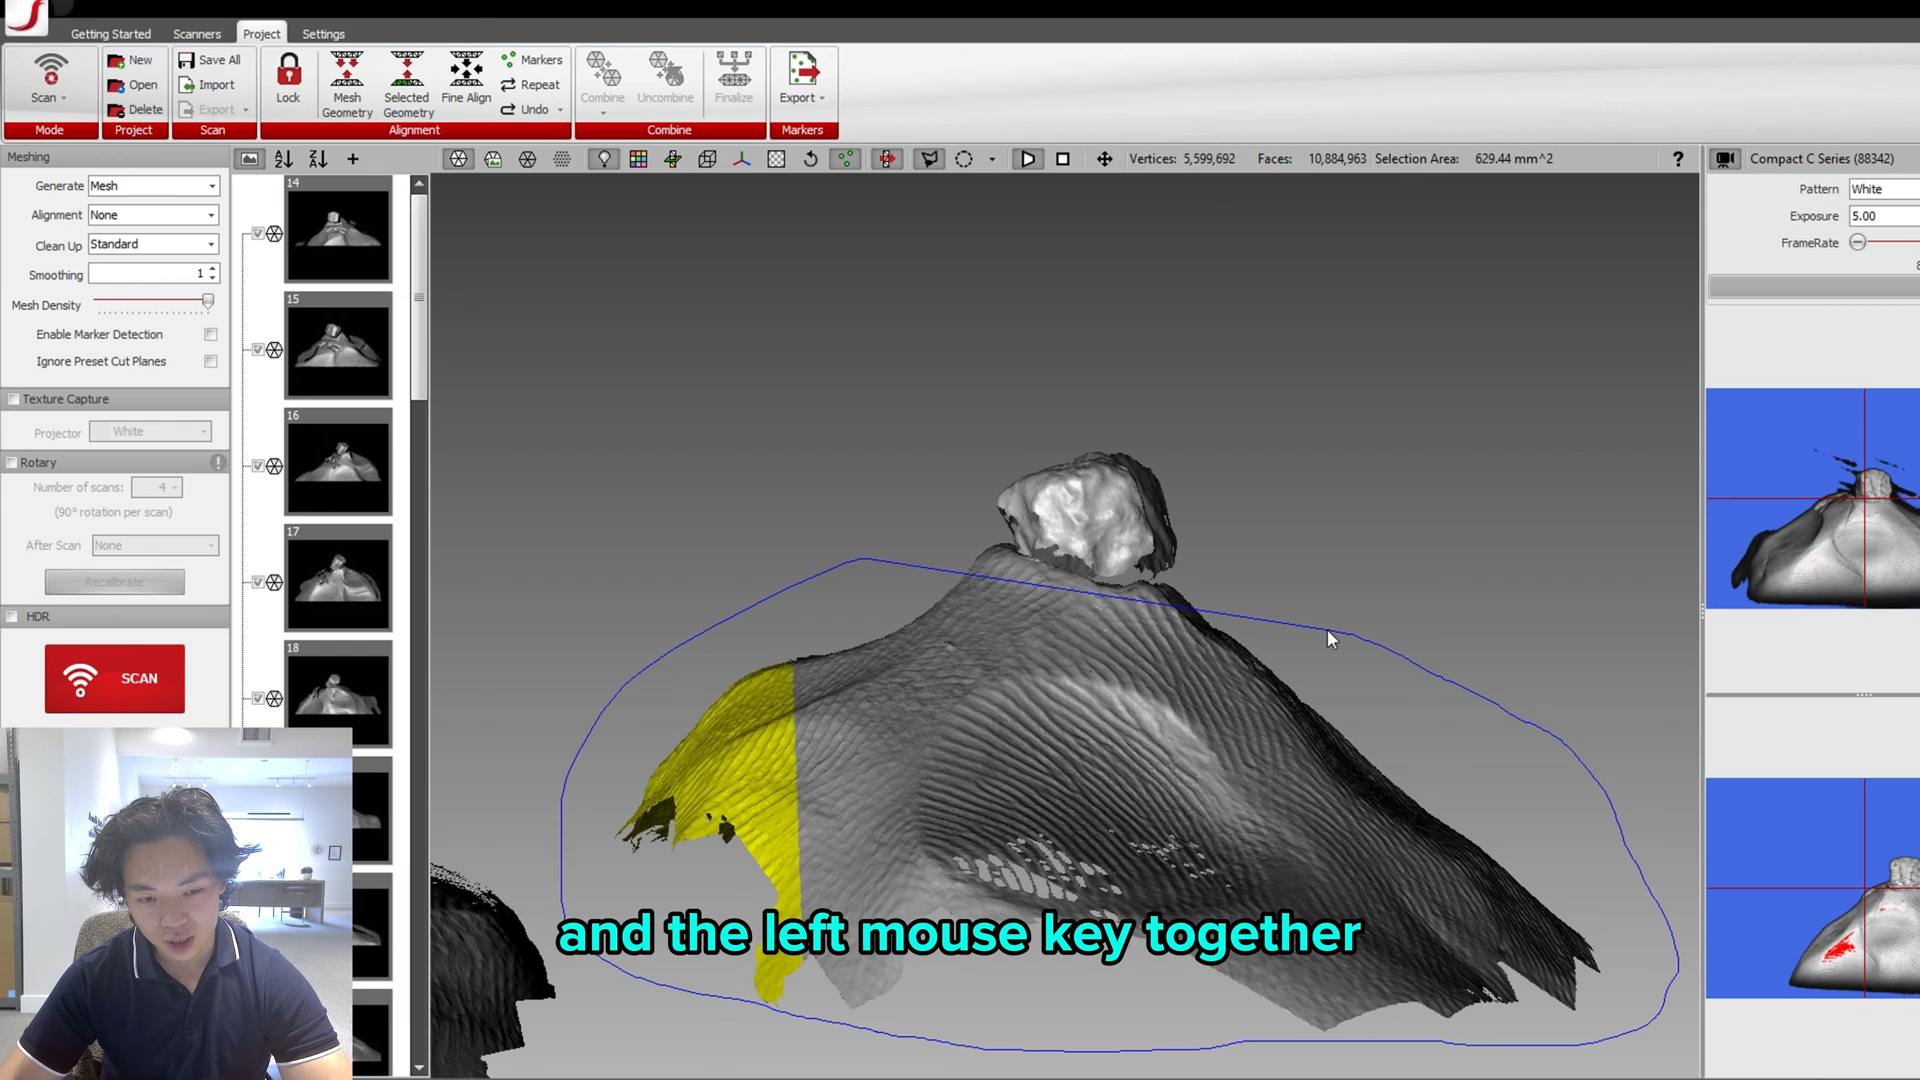 Getting Started Scanners Project Settings
Scan
New
Open
Delete
Save All
Import
Export
Lock
Mesh
Geometry
Selected
Geometry
Fine Align
Markers
Repeat
Undo
Combine
Uncombine
Finalize
Export
Mode Project Scan Alignment Combine Markers
Meshing
Generate Mesh
Alignment None
Clean Up Standard
Smoothing 1
Mesh Density
Enable Marker Detection
Ignore Preset Cut Planes
Texture Capture
Projector White
Rotary
Number of scans: 4
(90° rotation per scan)
After Scan None
Recalibrate
HDR
SCAN
14
15
16
17
18
Vertices: 5,599,692 Faces: 10,884,963 Selection Area: 629.44 mm^2
?
Compact C Series (88342)
Pattern White
Exposure 5.00
FrameRate
and the left mouse key together